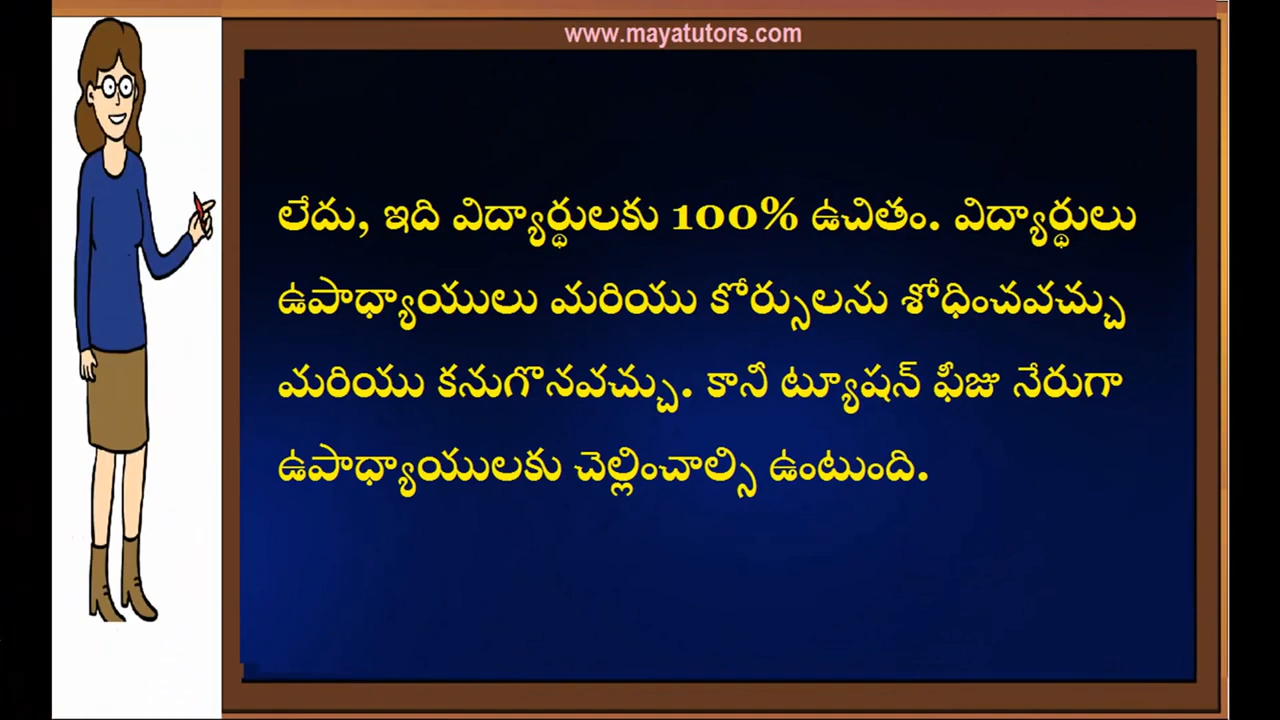 www.mayatutors.com
లేదు, ఇది విద్యార్థులకు 100% ఉచితం. విద్యార్థులు
ఉపాధ్యాయులు మరియు కోర్సులను శోధించవచ్చు
మరియు కనుగొనవచ్చు. కానీ ట్యూషన్ ఫీజు నేరుగా
ఉపాధ్యాయులకు చెల్లించాల్సి ఉంటుంది.